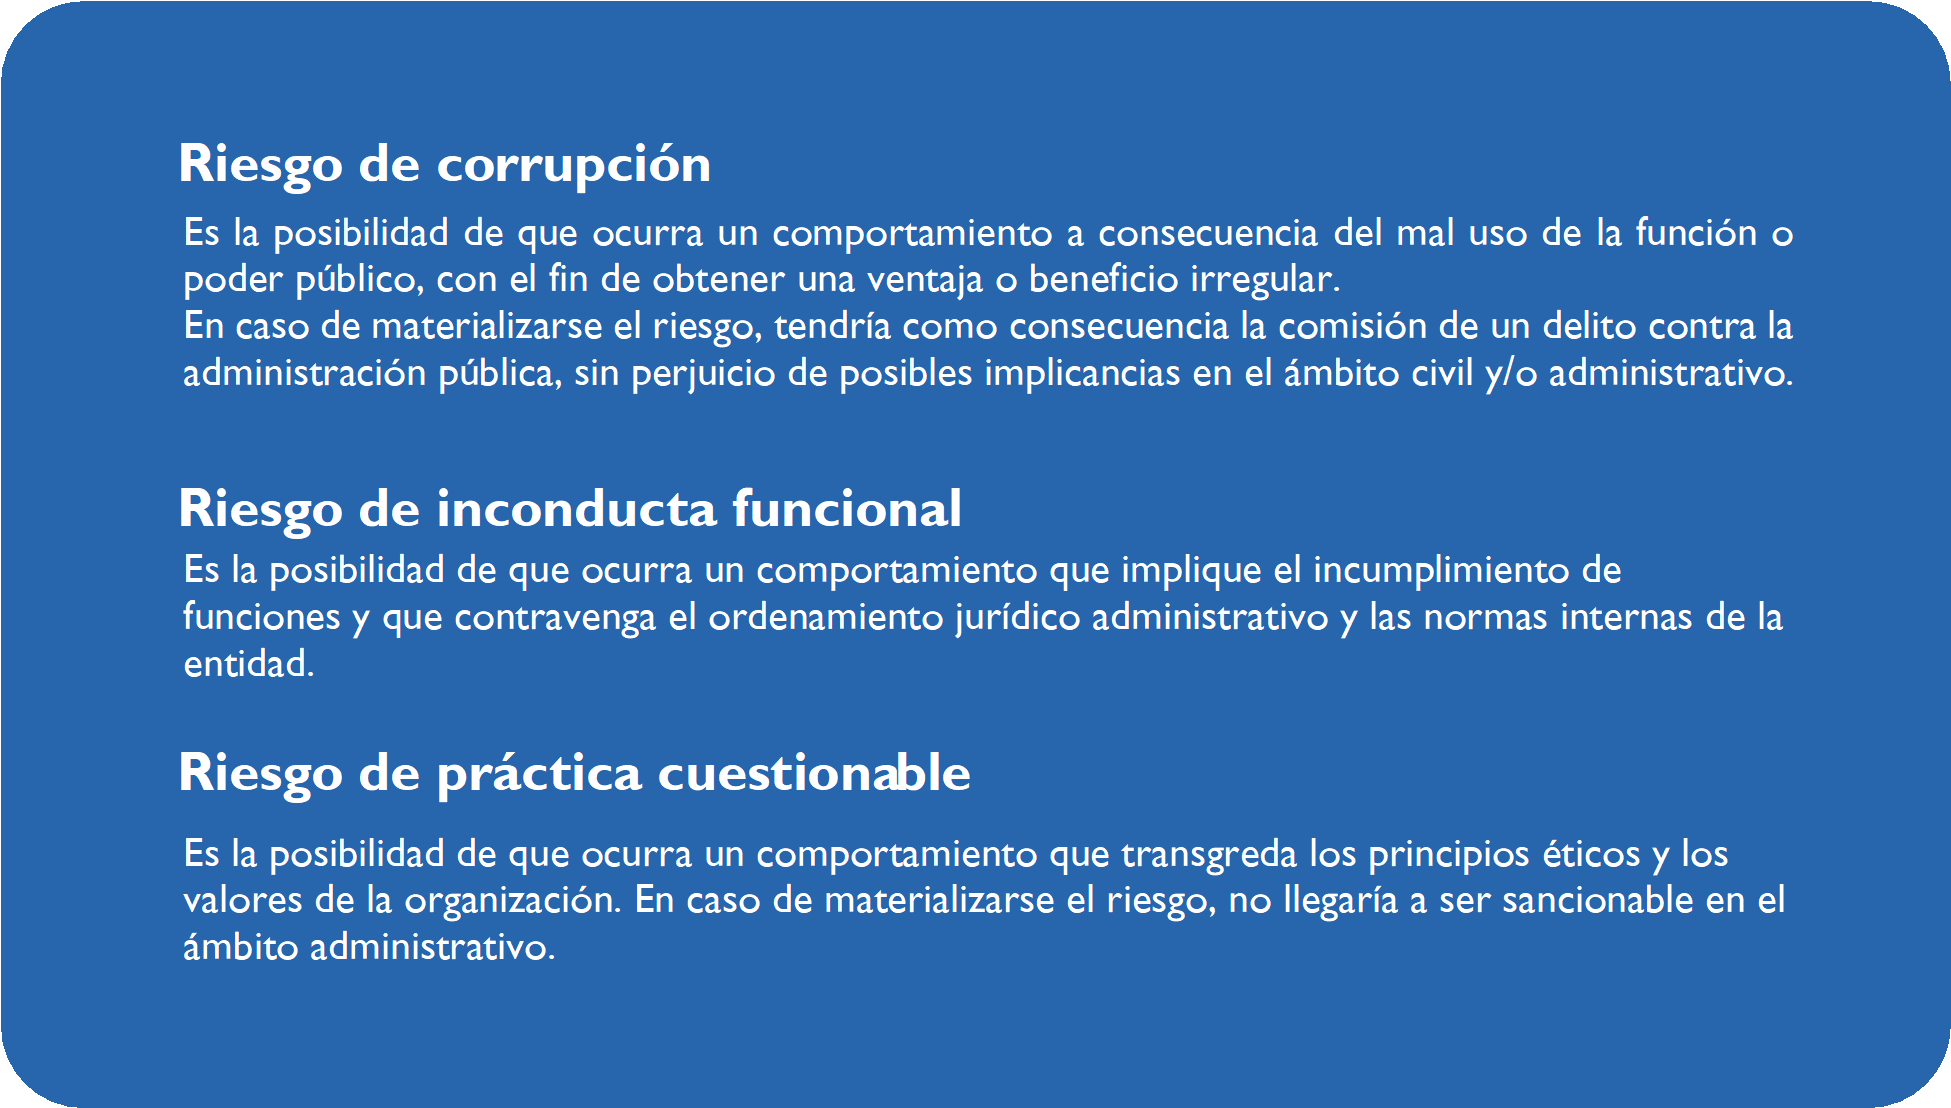 Riesgo de corrupción
Es la posibilidad de que ocurra un comportamiento a consecuencia del mal uso de la función o
poder público, con el fin de obtener una ventaja o beneficio irregular.
En caso de materializarse el riesgo, tendría como consecuencia la comisión de un delito contra la
administración pública, sin perjuicio de posibles implicancias en el ámbito civil y/o administrativo.
Riesgo de inconducta funcional
Es la posibilidad de que ocurra un comportamiento que implique el incumplimiento de
funciones y que contravenga el ordenamiento jurídico administrativo y las normas internas de la
entidad.
Riesgo de práctica cuestionable
Es la posibilidad de que ocurra un comportamiento que transgreda los principios éticos y los
valores de la organización. En caso de materializarse el riesgo, no llegaría a ser sancionable en el
ámbito administrativo.